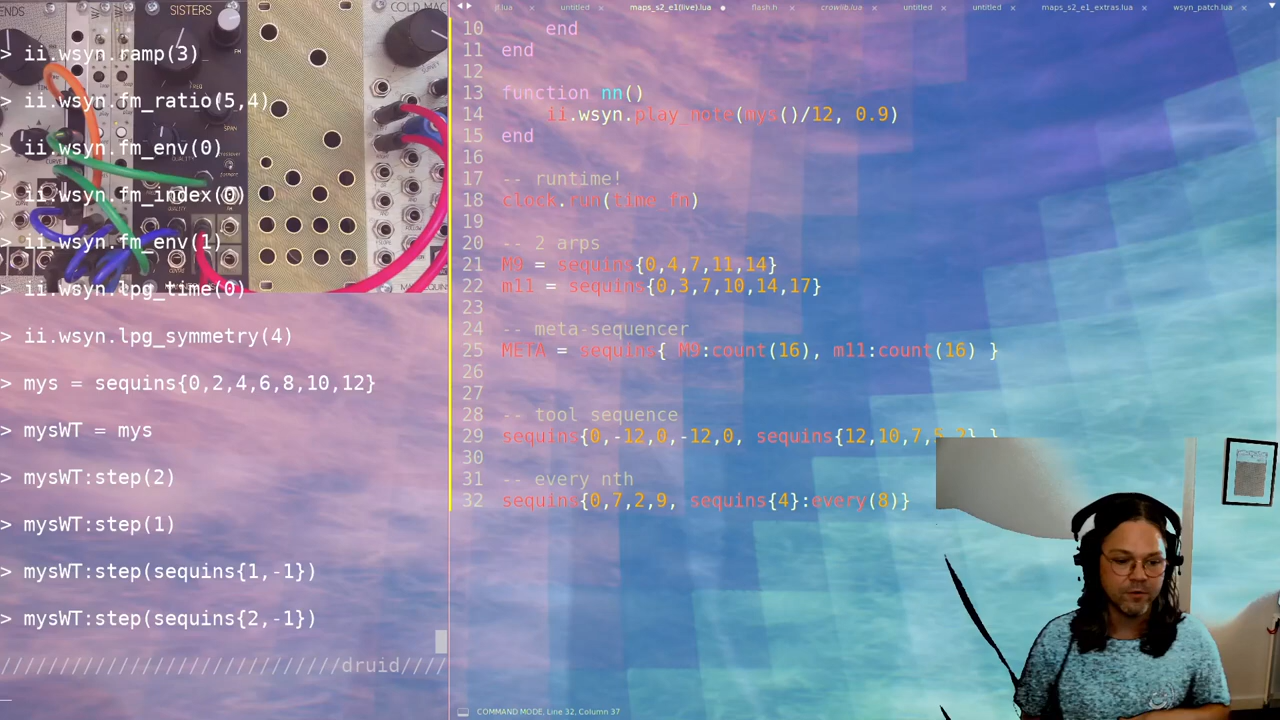 SISTERS
COLD MAC
> ii.wsyn.ramp(3)
> ii.wsyn.fm_ratio(5,4)
> ii.wsyn.fm_env(0)
> ii.wsyn.fm_index(0)
> ii.wsyn.fm_env(1)
> ii.wsyn.lpg_time(0)
> ii.wsyn.lpg_symmetry(4)
> mys = sequins{0,2,4,6,8,10,12}
> mysWT = mys
> mysWT:step(2)
> mysWT:step(1)
> mysWT:step(sequins{1,-1})
> mysWT:step(sequins{2,-1})
///////////////////////////////druid////
untitled
maps_s2_e1(live).lua
flash.h
crowlib.lua
untitled
untitled
maps_s2_e1_extras.lua
wsyn_patch.lua
10 end
11 end
12
13 function nn()
14 ii.wsyn.play_note(mys()/12, 0.9)
15 end
16
17 -- runtime!
18 clock.run(time_fn)
19
20 -- 2 arps
21 M9 = sequins{0,4,7,11,14}
22 m11 = sequins{0,3,7,10,14,17}
23
24 -- meta-sequencer
25 META = sequins{ M9:count(16), m11:count(16) }
26
27
28 -- tool sequence
29 sequins{0,-12,0,-12,0, sequins{12,10,7,5,2} }
30
31 -- every nth
32 sequins{0,7,2,9, sequins{4}:every(8)}
COMMAND MODE, Line 32, Column 37